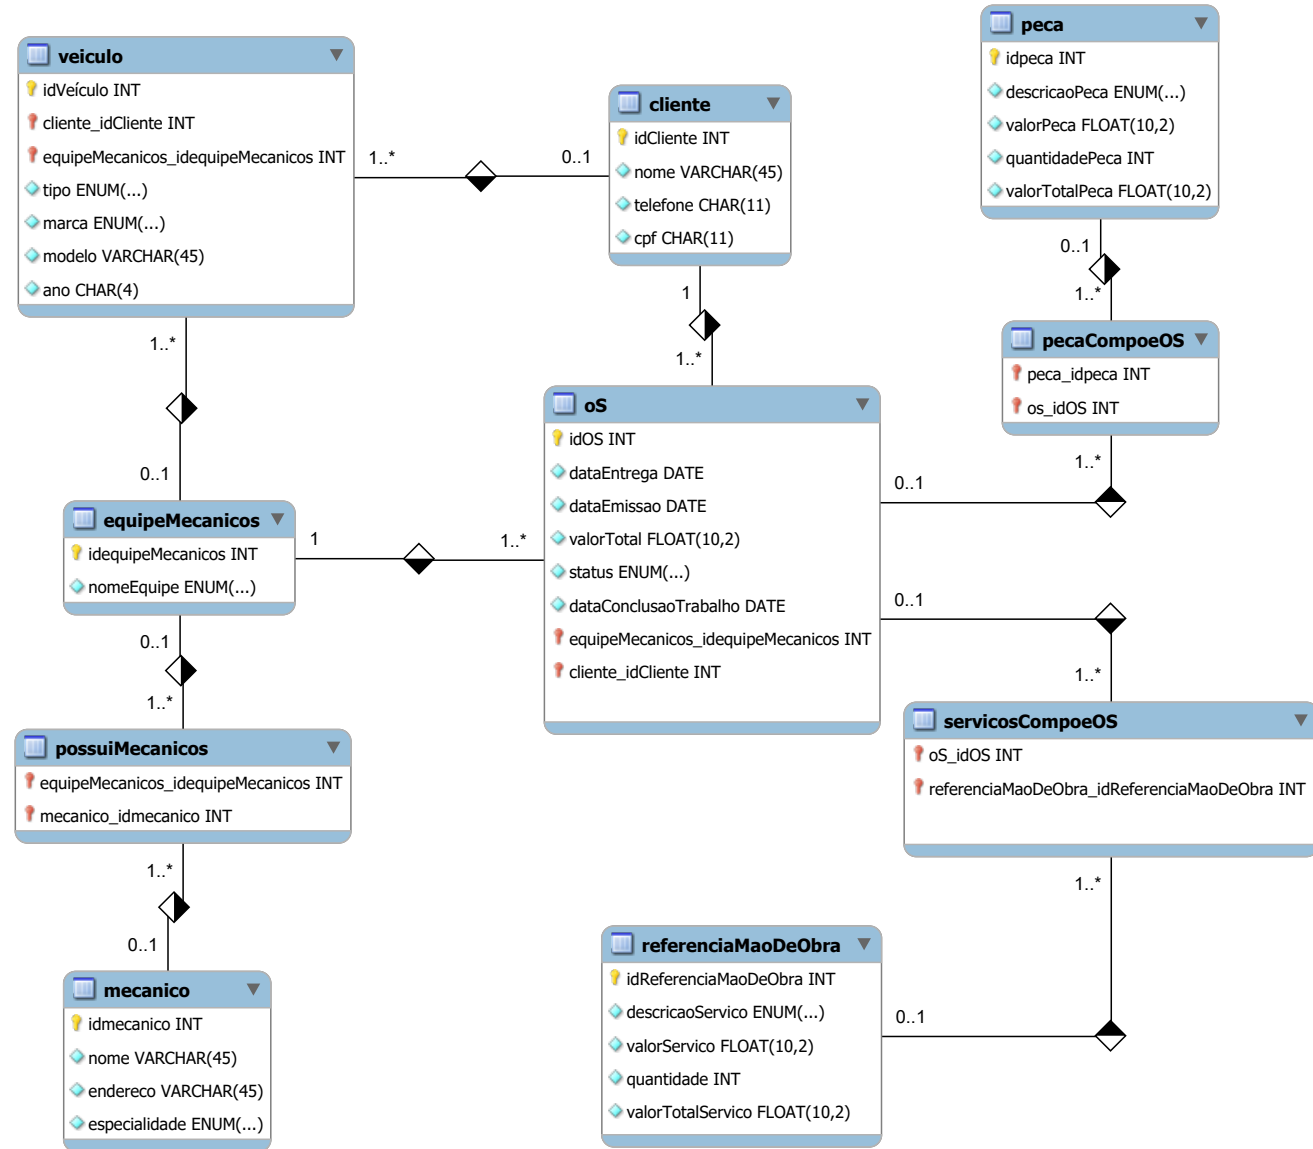 veiculo
idVeículo INT
cliente_idCliente INT
equipeMecanicos_idequipeMecanicos INT
tipo ENUM(...)
marca ENUM(...)
modelo VARCHAR(45)
ano CHAR(4)
1..*
0..1
cliente
idCliente INT
nome VARCHAR(45)
telefone CHAR(11)
cpf CHAR(11)
peca
idpeca INT
descricaoPeca ENUM(...)
valorPeca FLOAT(10,2)
quantidadePeca INT
valorTotalPeca FLOAT(10,2)
0..1
1..*
pecaCompoeOS
peca_idpeca INT
os_idOS INT
1..*
0..1
1
1..*
oS
idOS INT
dataEntrega DATE
dataEmissao DATE
valorTotal FLOAT(10,2)
status ENUM(...)
dataConclusaoTrabalho DATE
equipeMecanicos_idequipeMecanicos INT
cliente_idCliente INT
1..*
0..1
equipeMecanicos
idequipeMecanicos INT
nomeEquipe ENUM(...)
1
1..*
0..1
1..*
possuiMecanicos
equipeMecanicos_idequipeMecanicos INT
mecanico_idmecanico INT
1..*
0..1
mecanico
idmecanico INT
nome VARCHAR(45)
endereco VARCHAR(45)
especialidade ENUM(...)
0..1
1..*
servicosCompoeOS
oS_idOS INT
referenciaMaoDeObra_idReferenciaMaoDeObra INT
1..*
0..1
referenciaMaoDeObra
idReferenciaMaoDeObra INT
descricaoServico ENUM(...)
valorServico FLOAT(10,2)
quantidade INT
valorTotalServico FLOAT(10,2)